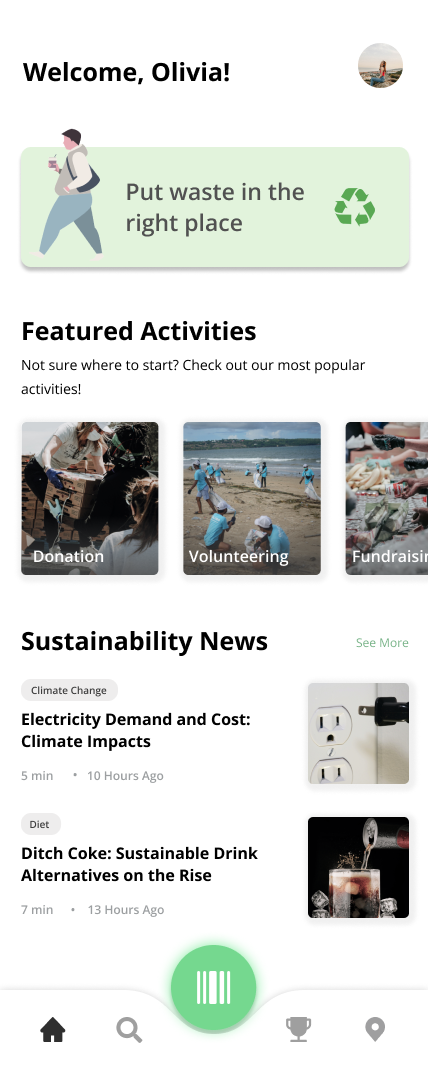 Welcome, Olivia!
Put waste in the
right place
Featured Activities
Not sure where to start? Check out our most popular
activities!
Donation
Volunteering
Fundraisin
Sustainability News
See More
Climate Change
Electricity Demand and Cost:
Climate Impacts
5 min • 10 Hours Ago
Diet
Ditch Coke: Sustainable Drink
Alternatives on the Rise
7 min • 13 Hours Ago